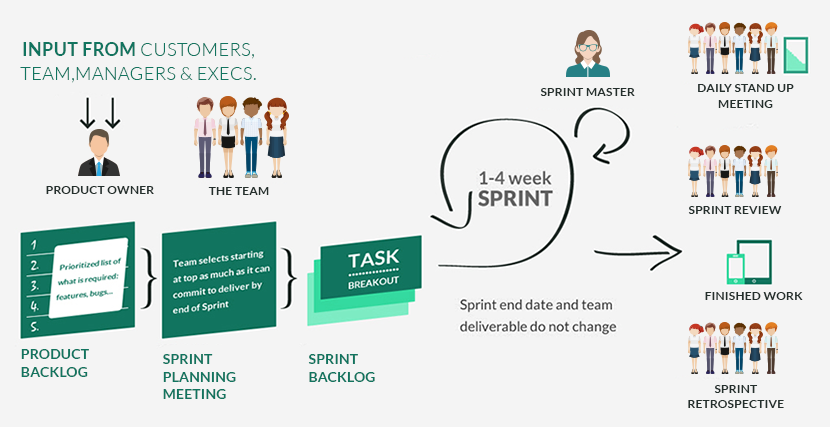 INPUT FROM CUSTOMERS,
TEAM,MANAGERS & EXECS.
PRODUCT OWNER
THE TEAM
1
2.
3.
4.
5.
Prioritized list of
what is required:
features, bugs...
PRODUCT
BACKLOG
Team selects starting
at top as much as it can
commit to deliver by
end of Sprint
SPRINT
PLANNING
MEETING
TASK
BREAKOUT
SPRINT
BACKLOG
1-4 week
SPRINT
Sprint end date and team
deliverable do not change
SPRINT MASTER
DAILY STAND UP
MEETING
SPRINT REVIEW
FINISHED WORK
SPRINT
RETROSPECTIVE